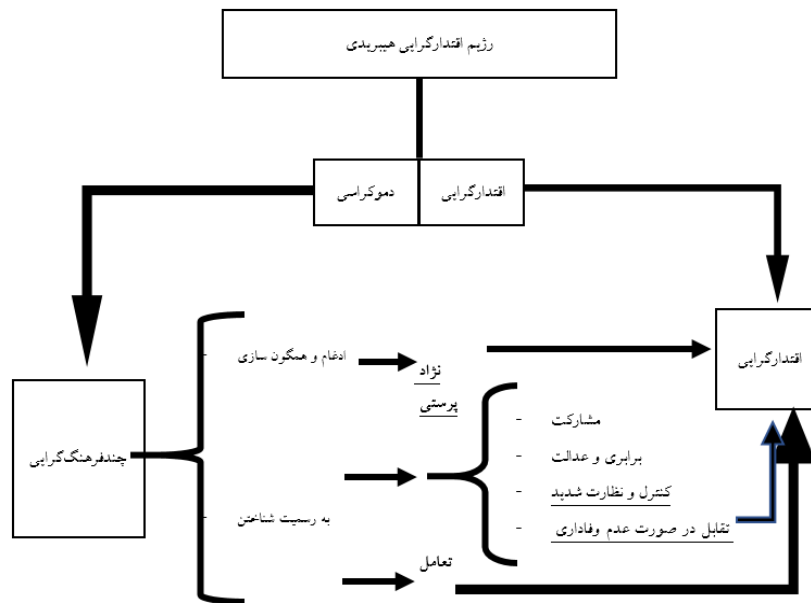 رژیم اقتدارگرایی هیبریدی
اقتدارگرایی
دموکراسی
اقتدارگرایی
چندفرهنگ‌گرایی
- ادغام و همگون سازی
نژاد
پرستی
- مشارکت
- برابری و عدالت
- کنترل و نظارت شدید
- تقابل در صورت عدم وفاداری
- به رسمیت شناختن
تعامل